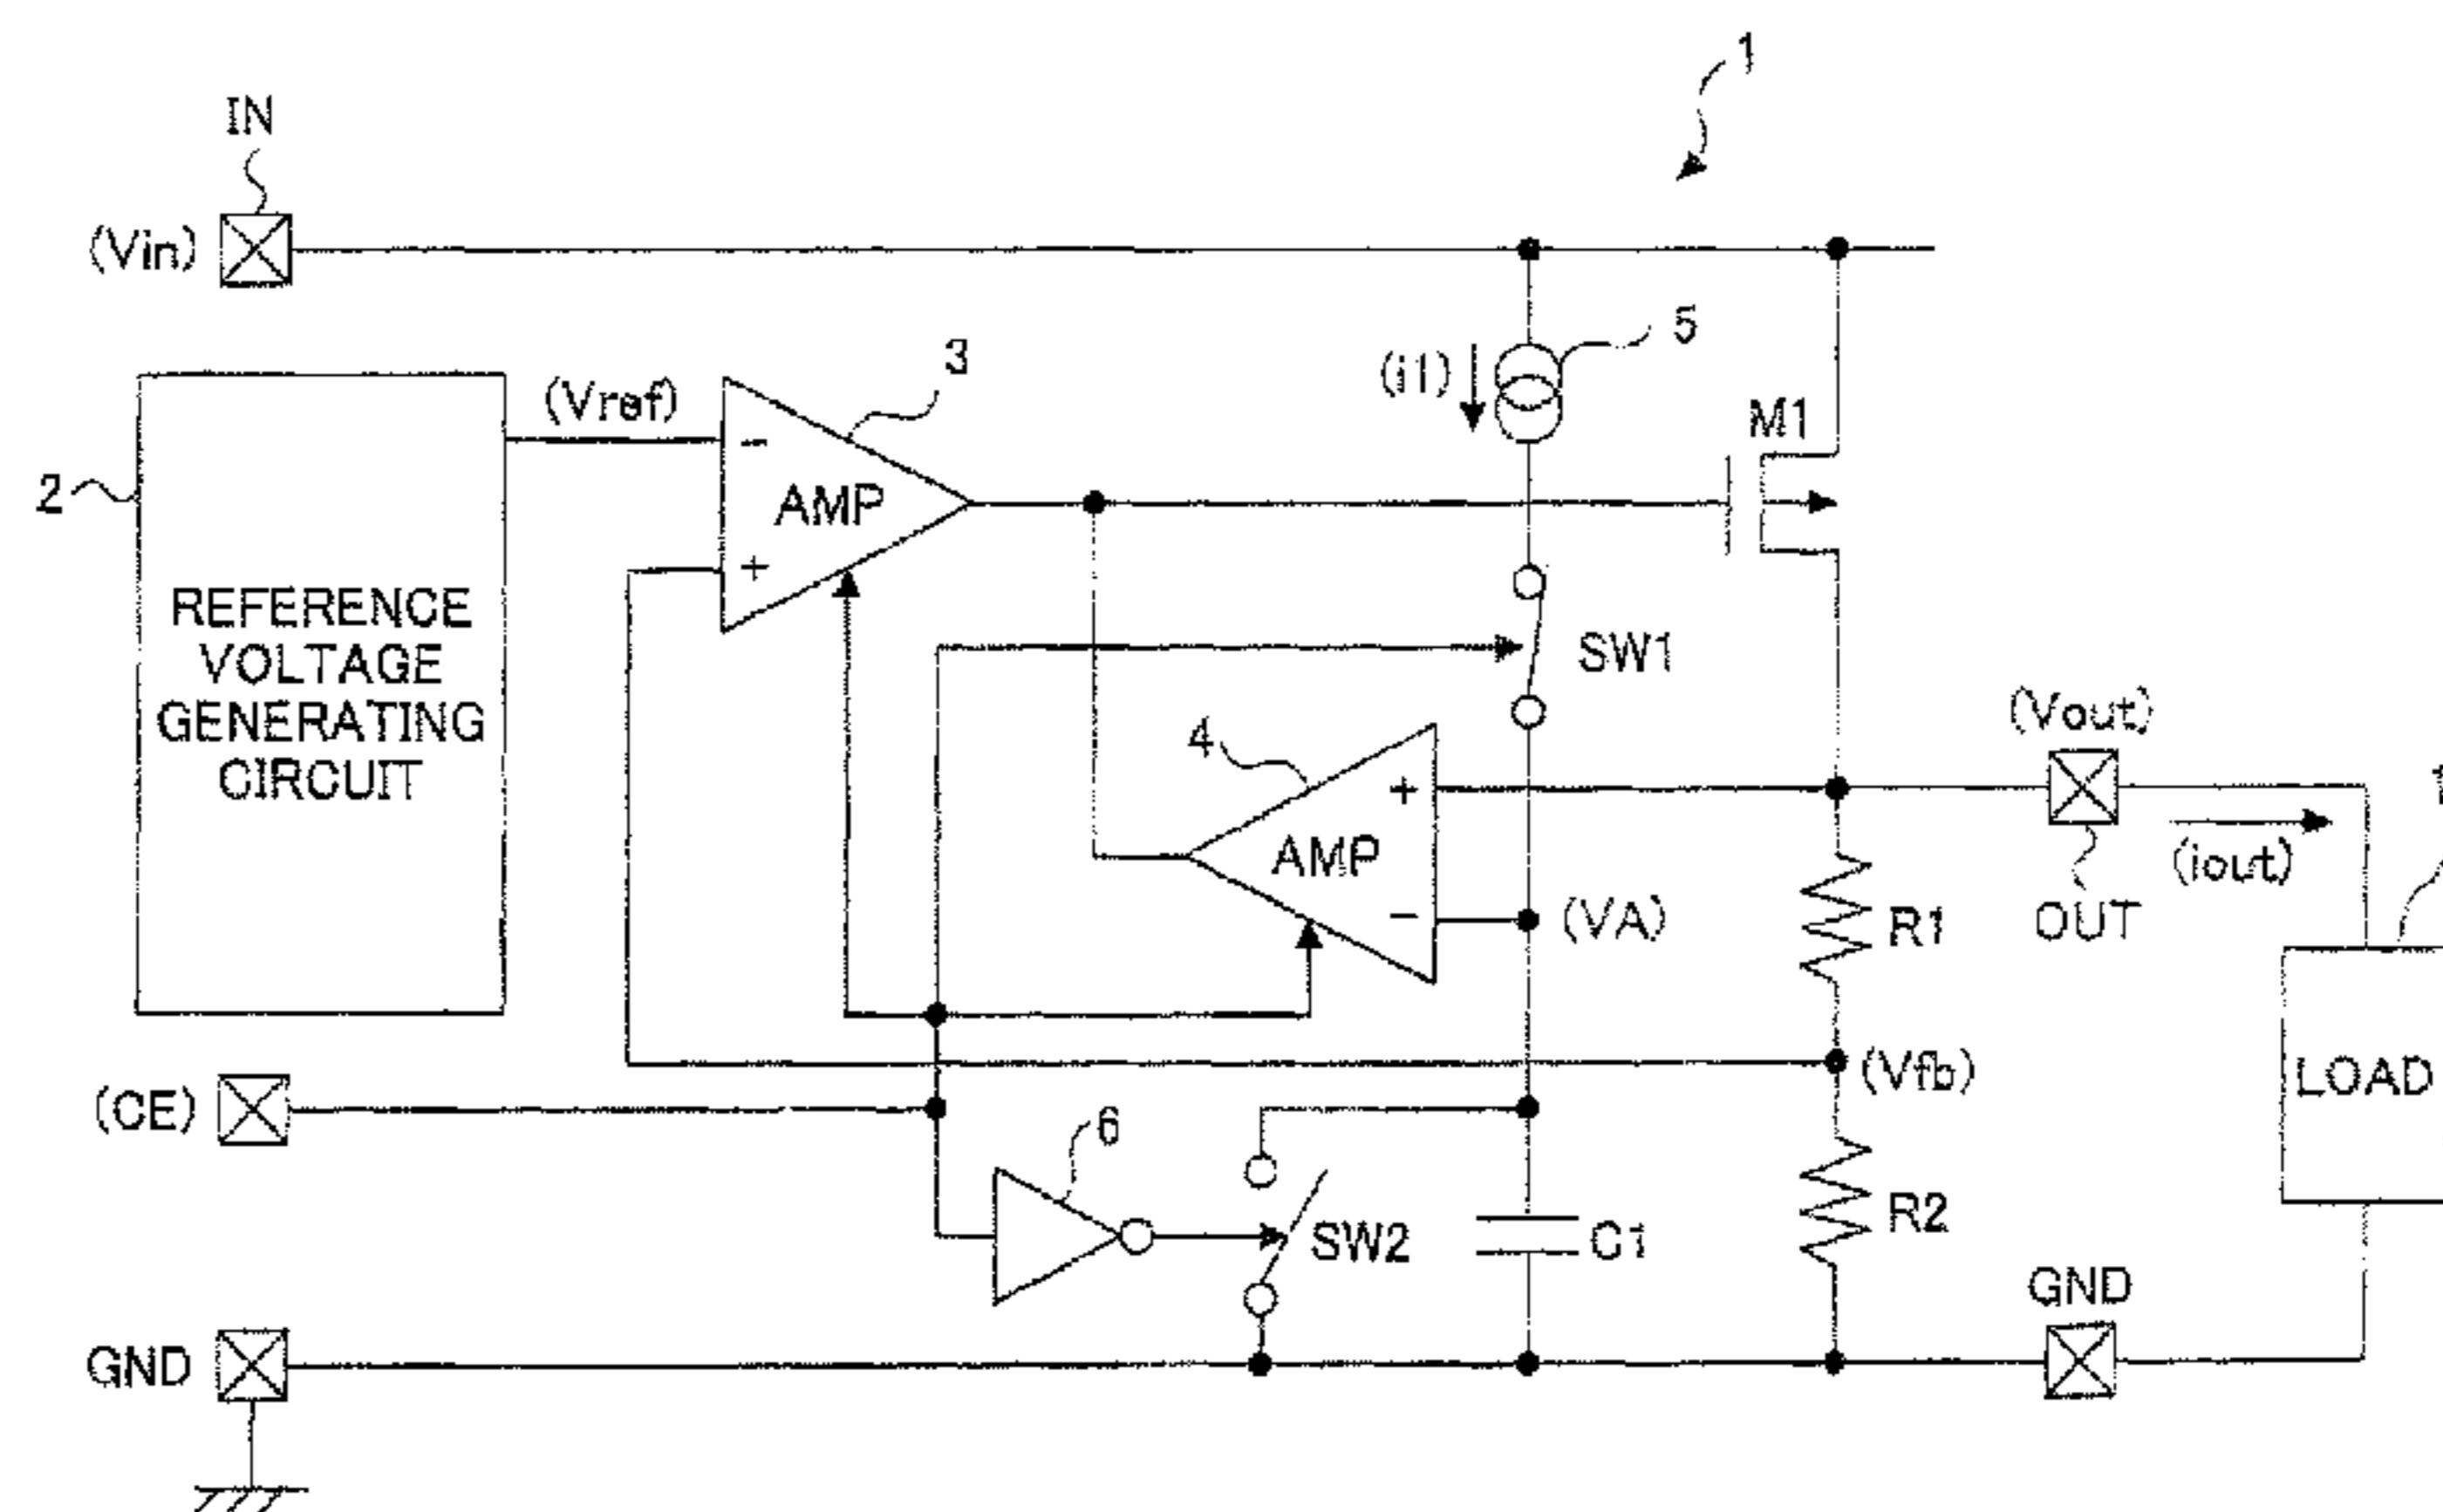 1
IN
(Vin)
5
(i1)
3
(Vref)
M1
2
-
AMP
+
REFERENCE
VOLTAGE
GENERATING
CIRCUIT
SW1
4
(Vout)
+
AMP
-
(VA)
(iout)
OUT
R1
LOAD
(Vfb)
(CE)
6
SW2
C1
R2
GND
GND